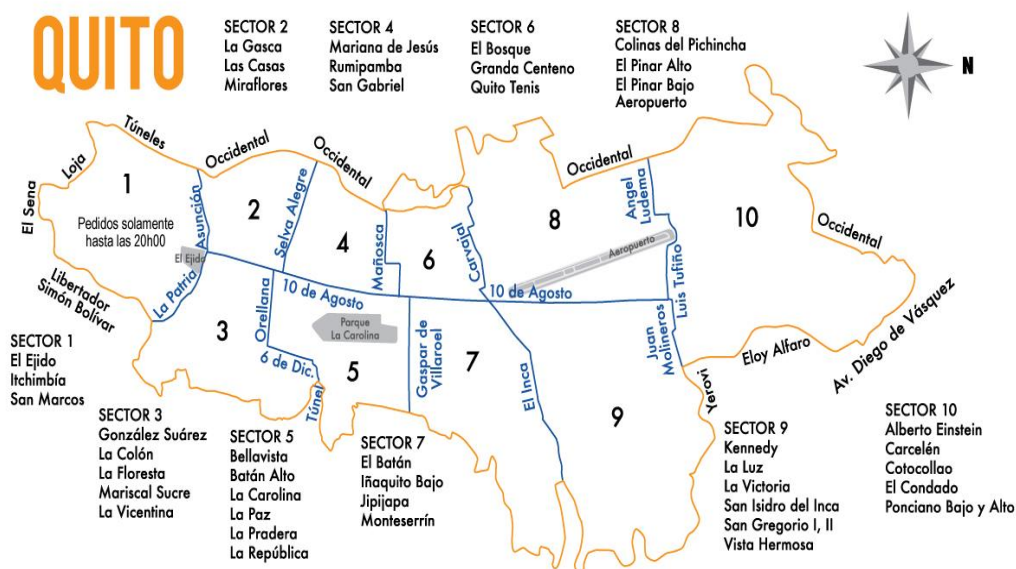 QUITO
SECTOR 2
La Gasca
Las Casas
Miraflores
SECTOR 4
Mariana de Jesús
Rumipamba
San Gabriel
SECTOR 6
El Bosque
Granda Centeno
Quito Tenis
SECTOR 8
Colinas del Pichincha
El Pinar Alto
El Pinar Bajo
Aeropuerto
N
El Sena
Loja
Túneles
Occidental
Occidental
Occidental
Occidental
1
Pedidos solamente
hasta las 20h00
El Ejido
Asunción
La Patria
Libertador
Simón Bolívar
2
Selva Alegre
4
Mañosca
6
Carvajal
8
Aeropuerto
Angel
Ludema
Luis Tufiño
10
10 de Agosto
10 de Agosto
3
Orellana
6 de Dic.
Túnel
Parque
La Carolina
5
Gaspar de
Villaroel
7
El Inca
9
Juan
Molineros
Yerovi
Eloy Alfaro
Av. Diego de Vásquez
SECTOR 1
El Ejido
Itchimbía
San Marcos
SECTOR 3
González Suárez
La Colón
La Floresta
Mariscal Sucre
La Vicentina
SECTOR 5
Bellavista
Batán Alto
La Carolina
La Paz
La Pradera
La República
SECTOR 7
El Batán
Iñaquito Bajo
Jipijapa
Monteserrín
SECTOR 9
Kennedy
La Luz
La Victoria
San Isidro del Inca
San Gregorio I, II
Vista Hermosa
SECTOR 10
Alberto Einstein
Carcelén
Cotocollao
El Condado
Ponciano Bajo y Alto